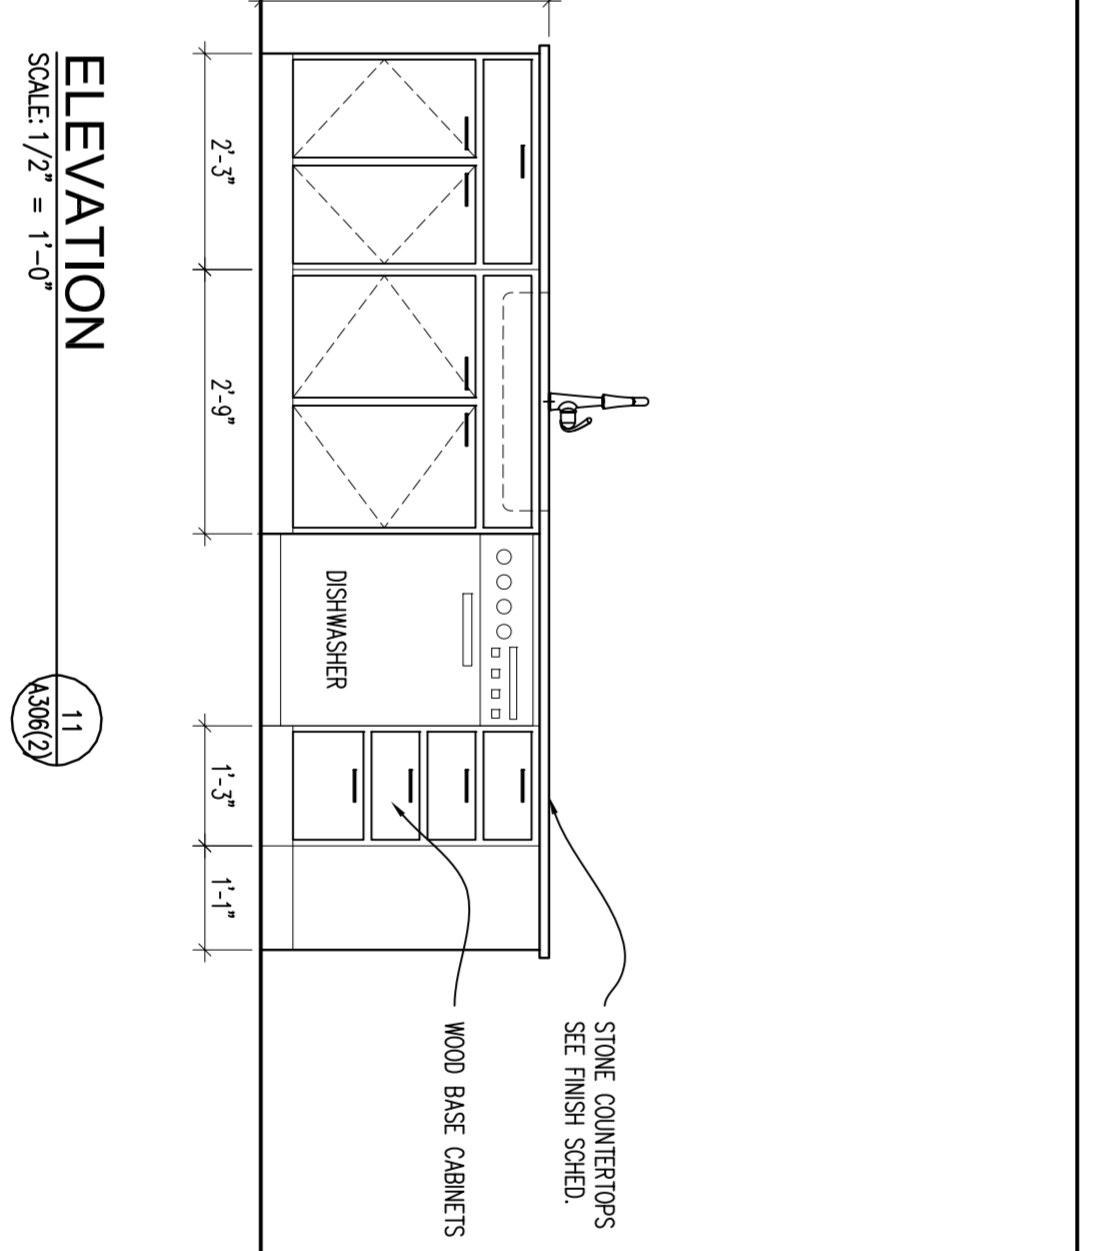 STONE COUNTERTOPS
SEE FINISH SCHED.
WOOD BASE CABINETS
DISHWASHER
2'-3"
2'-9"
1'-3"
1'-1"
ELEVATION
SCALE: 1/2" = 1'-0"
11
A306(2)